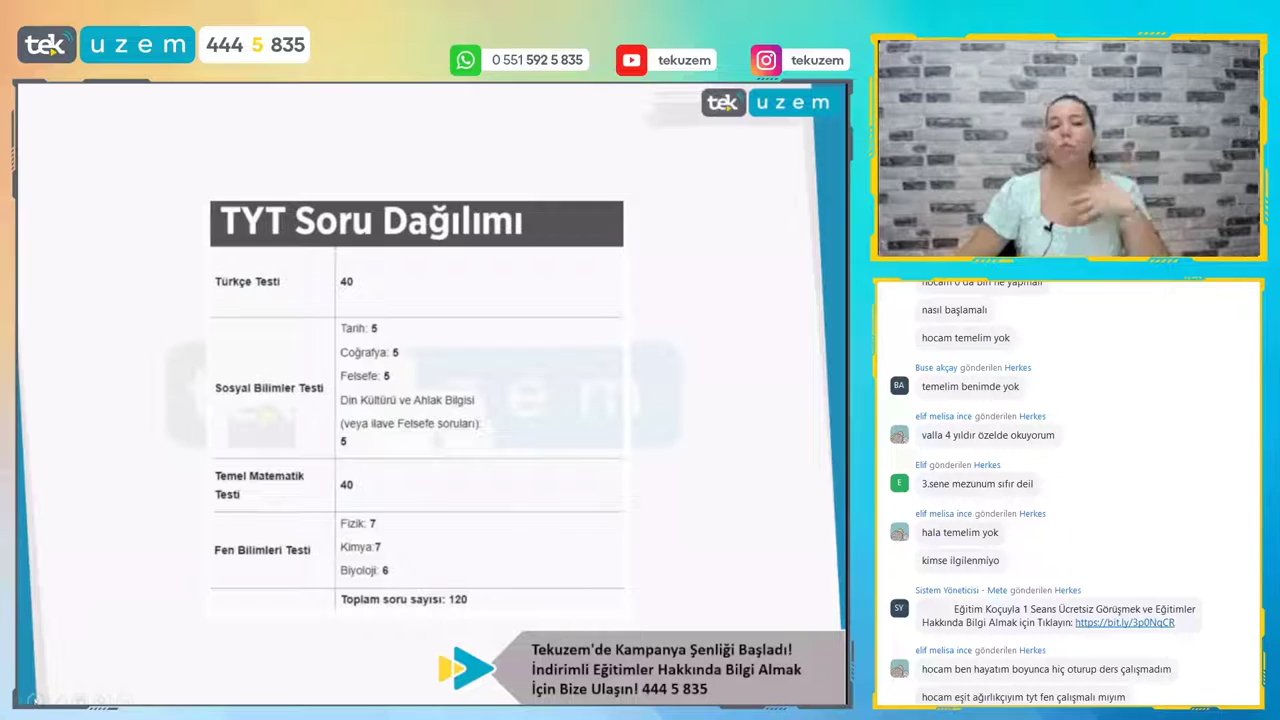 tek uzem 444 5 835
0 551 592 5 835
tekuzem
tekuzem
tek uzem
TYT Soru Dağılımı
Türkçe Testi 40
Sosyal Bilimler Testi
Tarih: 5
Coğrafya: 5
Felsefe: 5
Din Kültürü ve Ahlak Bilgisi
(veya ilave Felsefe soruları):
5
Temel Matematik
Testi
40
Fen Bilimleri Testi
Fizik: 7
Kimya:7
Biyoloji: 6
Toplam soru sayısı: 120
Tekuzem'de Kampanya Şenliği Başladı!
İndirimli Eğitimler Hakkında Bilgi Almak
İçin Bize Ulaşın! 444 5 835
nasıl başlamalı
hocam temelim yok
Buse akçay gönderilen Herkes
BA
temelim benimde yok
elif melisa ince gönderilen Herkes
valla 4 yıldır özelde okuyorum
Elif gönderilen Herkes
E
3.sene mezunum sıfır deil
elif melisa ince gönderilen Herkes
hala temelim yok
kimse ilgilenmiyo
Sistem Yöneticisi - Mete gönderilen Herkes
SY
Eğitim Koçuyla 1 Seans Ücretsiz Görüşmek ve Eğitimler
Hakkında Bilgi Almak için Tıklayın: https://bit.ly/3p0NqCR
elif melisa ince gönderilen Herkes
hocam ben hayatım boyunca hiç oturup ders çalışmadım
hocam eşit ağırlıkçıyım tyt fen çalışmalı mıyım